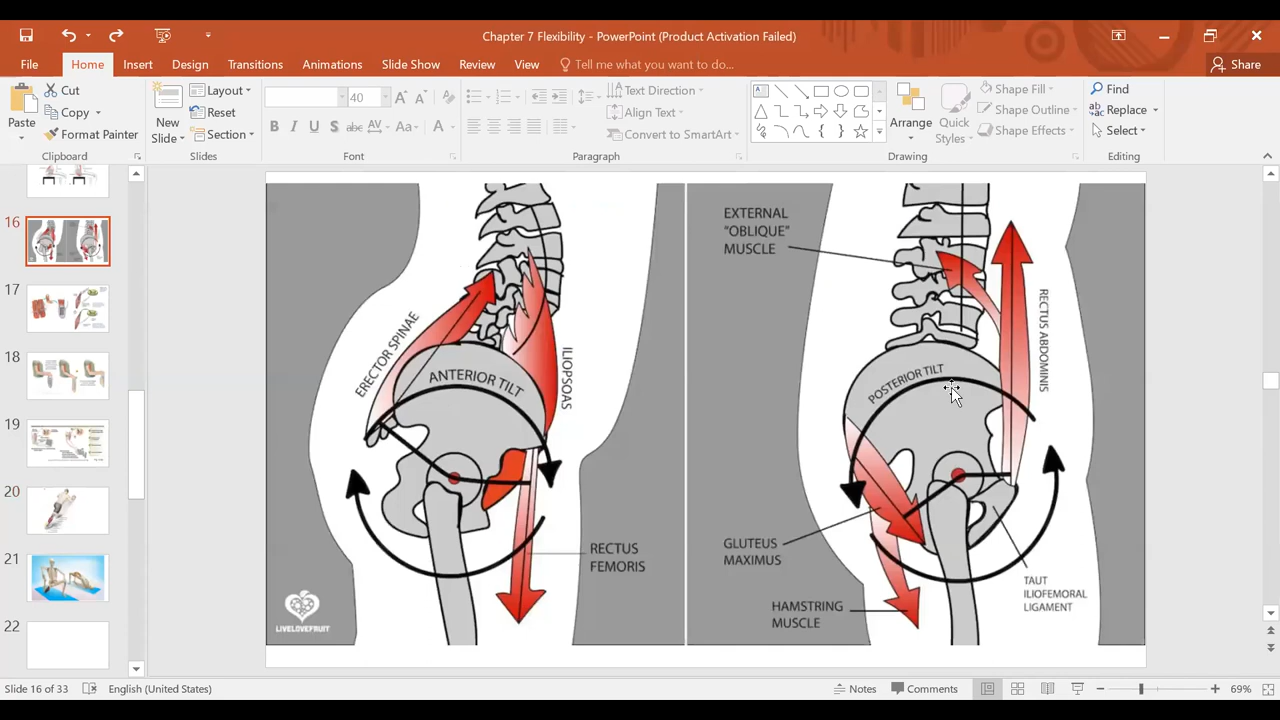 Chapter 7 Flexibility - PowerPoint (Product Activation Failed)
File Home Insert Design Transitions Animations Slide Show Review View Tell me what you want to do... Share
Paste
Cut
Copy
Format Painter
Clipboard
New
Slide
Layout
Reset
Section
Slides
40
B I U S abc AV Aa A
Font
Text Direction
Align Text
Convert to SmartArt
Paragraph
Arrange
Quick
Styles
Shape Fill
Shape Outline
Shape Effects
Drawing
Find
Replace
Select
Editing
16
17
18
19
20
21
22
ERECTOR SPINAE
ANTERIOR TILT
ILIOPSOAS
RECTUS
FEMORIS
LIVELOVEFRUIT
EXTERNAL
"OBLIQUE"
MUSCLE
RECTUS ABDOMINIS
POSTERIOR TILT
GLUTEUS
MAXIMUS
HAMSTRING
MUSCLE
TAUT
ILIOFEMORAL
LIGAMENT
Slide 16 of 33 English (United States) Notes Comments 69%